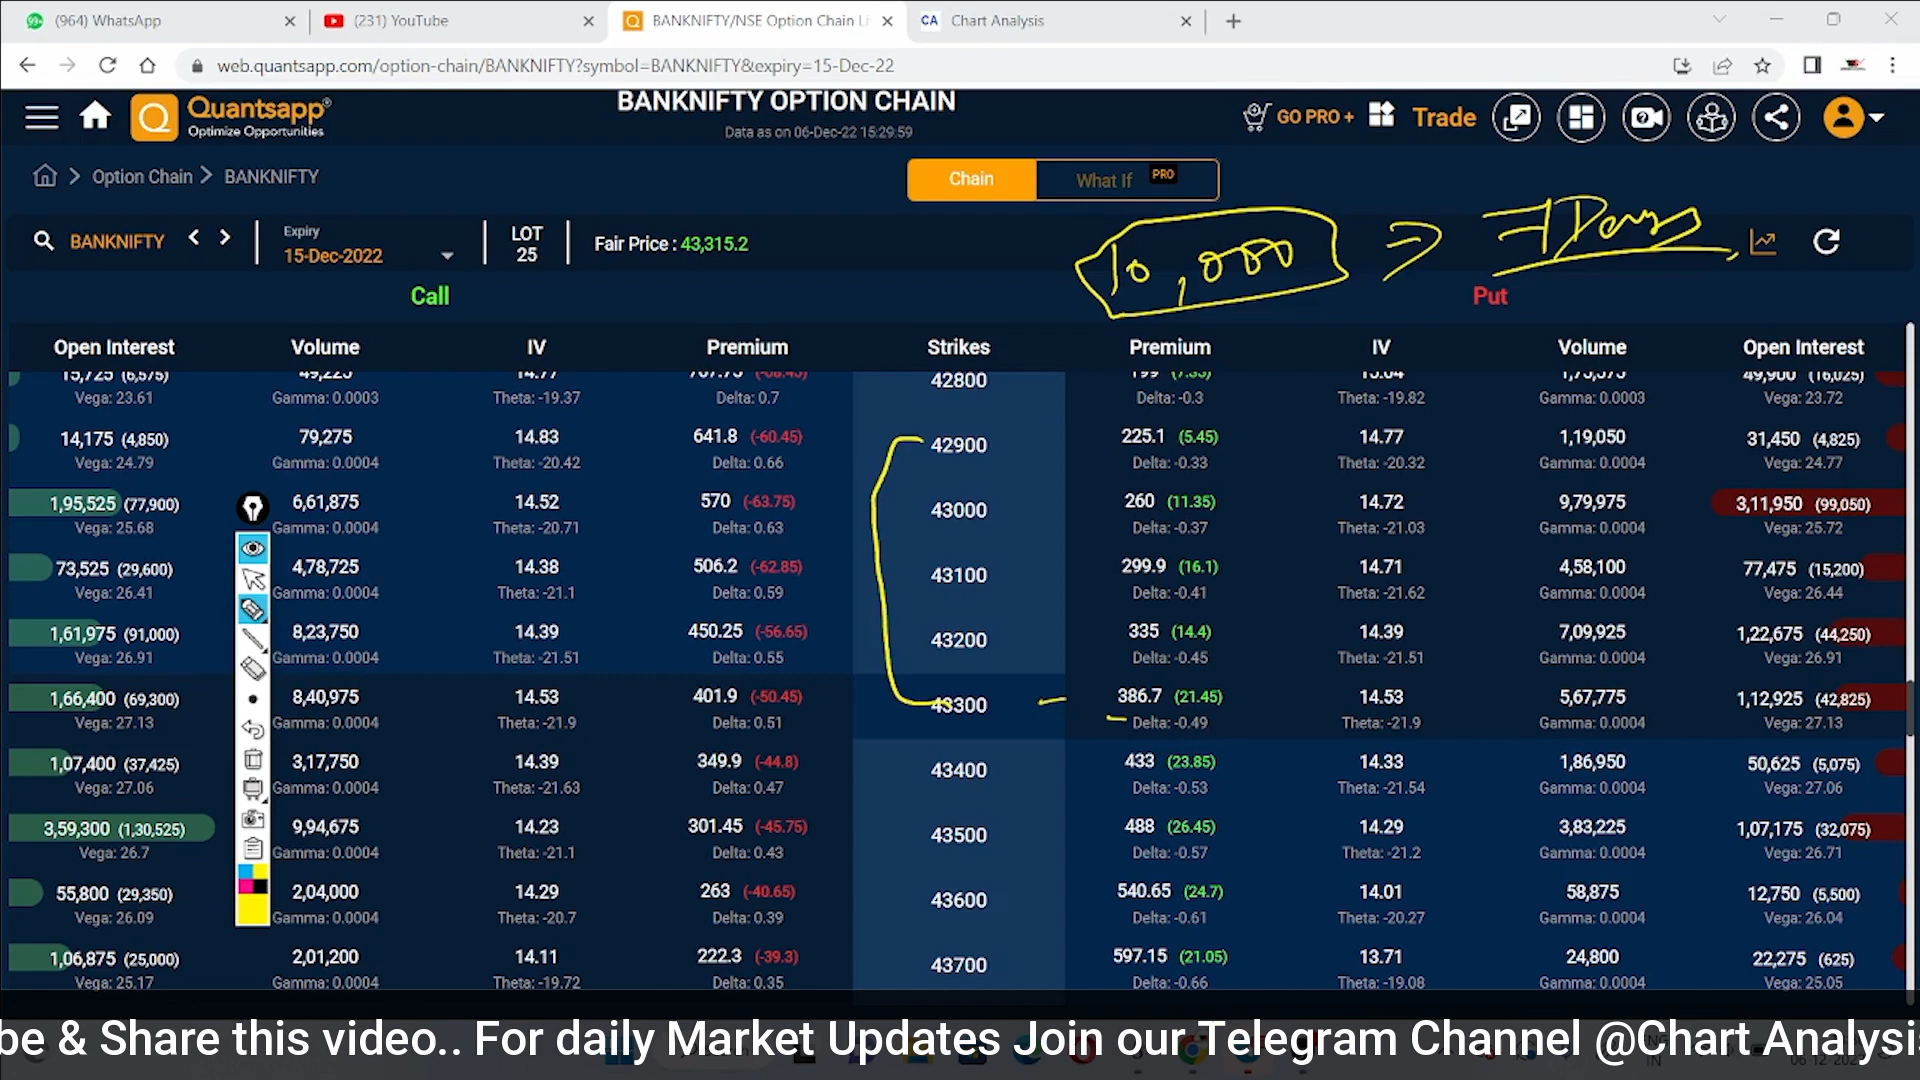 (964) WhatsApp (231) YouTube BANKNIFTY/NSE Option Chain Li CA Chart Analysis
web.quantsapp.com/option-chain/BANKNIFTY?symbol=BANKNIFTY&expiry=15-Dec-22
Quantsapp® BANKNIFTY OPTION CHAIN GO PRO + Trade
Optimize Opportunities Data as on 06-Dec-22 15:29:59
Option Chain BANKNIFTY Chain What If PRO
BANKNIFTY Expiry 15-Dec-2022 LOT 25 Fair Price : 43,315.2
10,000 ⇒ 7 Days
Call Put
Open Interest Volume IV Premium Strikes Premium IV Volume Open Interest
15,725 (6,575) 49,225 14.77 42800 199 (7.35) 49,900 (16,025)
Vega: 23.61 Gamma: 0.0003 Theta: -19.37 Delta: 0.7 Delta: -0.3 Theta: -19.82 Gamma: 0.0003 Vega: 23.72
14,175 (4,850) 79,275 14.83 641.8 (-60.45) 42900 225.1 (5.45) 14.77 1,19,050 31,450 (4,825)
Vega: 24.79 Gamma: 0.0004 Theta: -20.42 Delta: 0.66 Delta: -0.33 Theta: -20.32 Gamma: 0.0004 Vega: 24.77
1,95,525 (77,900) 6,61,875 14.52 570 (-63.75) 43000 260 (11.35) 14.72 9,79,975 3,11,950 (99,050)
Vega: 25.68 Gamma: 0.0004 Theta: -20.71 Delta: 0.63 Delta: -0.37 Theta: -21.03 Gamma: 0.0004 Vega: 25.72
73,525 (29,600) 4,78,725 14.38 506.2 (-62.85) 43100 299.9 (16.1) 14.71 4,58,100 77,475 (15,200)
Vega: 26.41 Gamma: 0.0004 Theta: -21.1 Delta: 0.59 Delta: -0.41 Theta: -21.62 Gamma: 0.0004 Vega: 26.44
1,61,975 (91,000) 8,23,750 14.39 450.25 (-56.65) 43200 335 (14.4) 14.39 7,09,925 1,22,675 (44,250)
Vega: 26.91 Gamma: 0.0004 Theta: -21.51 Delta: 0.55 Delta: -0.45 Theta: -21.51 Gamma: 0.0004 Vega: 26.91
1,66,400 (69,300) 8,40,975 14.53 401.9 (-50.45) 43300 386.7 (21.45) 14.53 5,67,775 1,12,925 (42,825)
Vega: 27.13 Gamma: 0.0004 Theta: -21.9 Delta: 0.51 Delta: -0.49 Theta: -21.9 Gamma: 0.0004 Vega: 27.13
1,07,400 (37,425) 3,17,750 14.39 349.9 (-44.8) 43400 433 (23.85) 14.33 1,86,950 50,625 (5,075)
Vega: 27.06 Gamma: 0.0004 Theta: -21.63 Delta: 0.47 Delta: -0.53 Theta: -21.54 Gamma: 0.0004 Vega: 27.06
3,59,300 (1,30,525) 9,94,675 14.23 301.45 (-45.75) 43500 488 (26.45) 14.29 3,83,225 1,07,175 (32,075)
Vega: 26.7 Gamma: 0.0004 Theta: -21.1 Delta: 0.43 Delta: -0.57 Theta: -21.2 Gamma: 0.0004 Vega: 26.71
55,800 (29,350) 2,04,000 14.29 263 (-40.65) 43600 540.65 (24.7) 14.01 58,875 12,750 (5,500)
Vega: 26.09 Gamma: 0.0004 Theta: -20.7 Delta: 0.39 Delta: -0.61 Theta: -20.27 Gamma: 0.0004 Vega: 26.04
1,06,875 (25,000) 2,01,200 14.11 222.3 (-39.3) 43700 597.15 (21.05) 13.71 24,800 22,275 (625)
Vega: 25.17 Gamma: 0.0004 Theta: -19.72 Delta: 0.35 Delta: -0.66 Theta: -19.08 Gamma: 0.0004 Vega: 25.05
be & Share this video.. For daily Market Updates Join our Telegram Channel @Chart Analysi